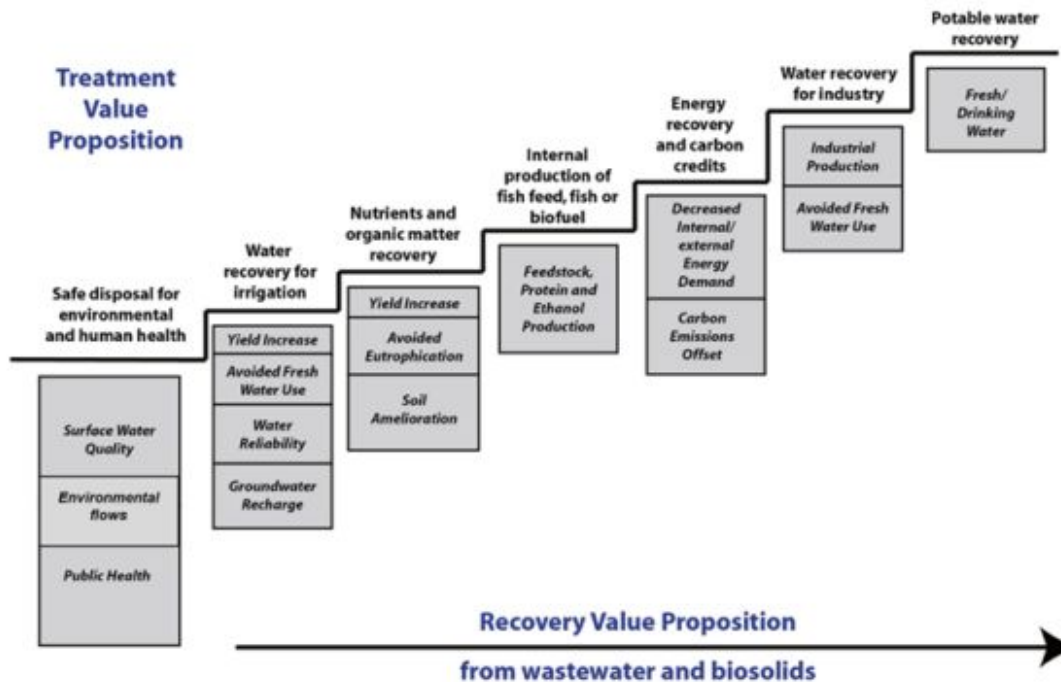 Treatment
Value
Proposition
Safe disposal for
environmental
and human health
Surface Water
Quality
Environmental
flows
Public Health
Water
recovery for
irrigation
Yield Increase
Avoided Fresh
Water Use
Water
Reliability
Groundwater
Recharge
Nutrients and
organic matter
recovery
Yield Increase
Avoided
Eutrophication
Soil
Amelioration
Internal
production of
fish feed, fish or
biofuel
Feedstock,
Protein and
Ethanol
Production
Energy
recovery
and carbon
credits
Decreased
Internal/
external
Energy
Demand
Carbon
Emissions
Offset
Water recovery
for industry
Industrial
Production
Avoided Fresh
Water Use
Potable water
recovery
Fresh/
Drinking
Water
Recovery Value Proposition
from wastewater and biosolids